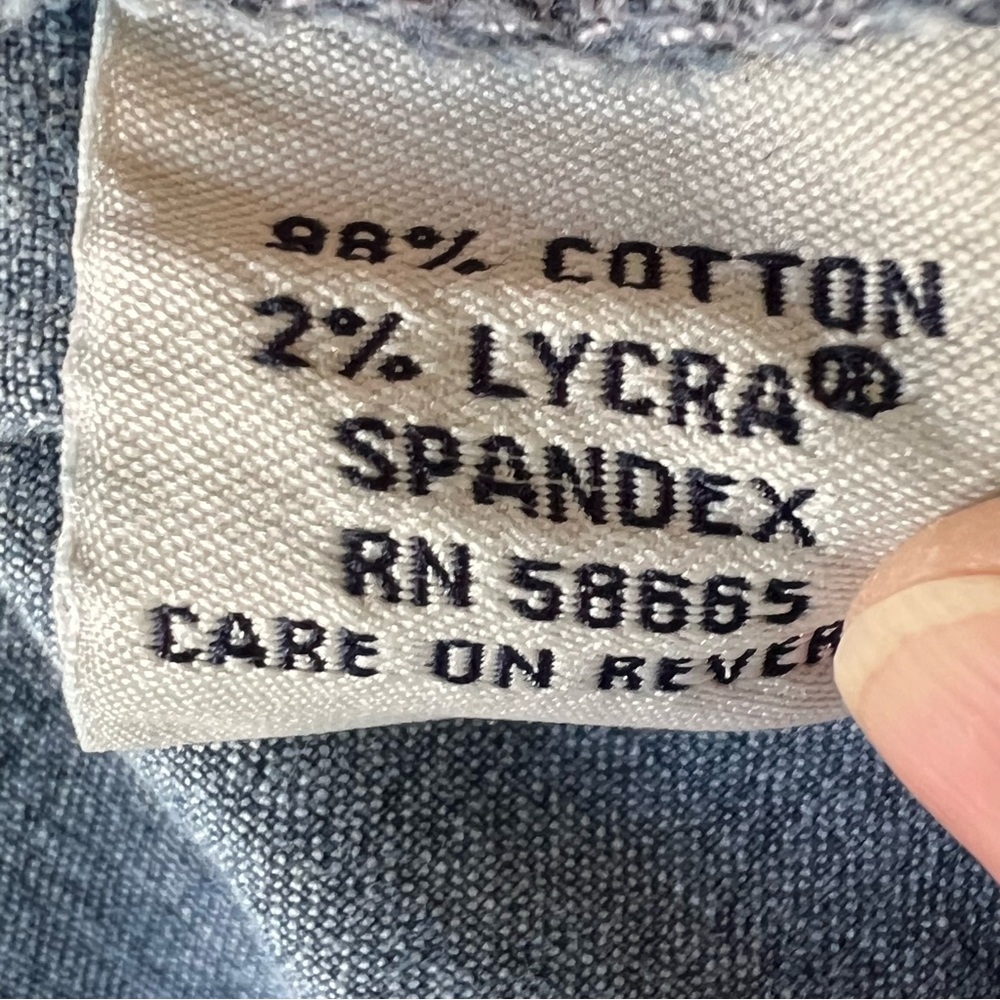 98% COTTON
2% LYCRA®
SPANDEX
RN 58665
CARE ON